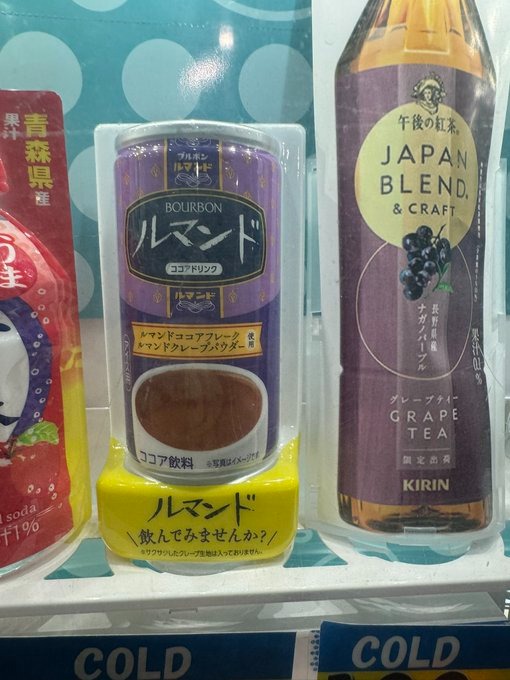 青森県産
果汁
soda
汁1%
ブルボン
ルマンド
BOURBON
ルマンド
ココアドリンク
ルマンド
ルマンドココアフレーク
ルマンドクレープパウダー
使用
ココア飲料
※写真はイメージです
ルマンド
\飲んでみませんか?/
※サクサクしたクレープ生地は入っておりません。
午後の紅茶®
JAPAN
BLEND®
& CRAFT
長野県産
ナガノパープル
果汁1.0%
グレープティー
GRAPE
TEA
限定出荷
KIRIN
COLD
COLD